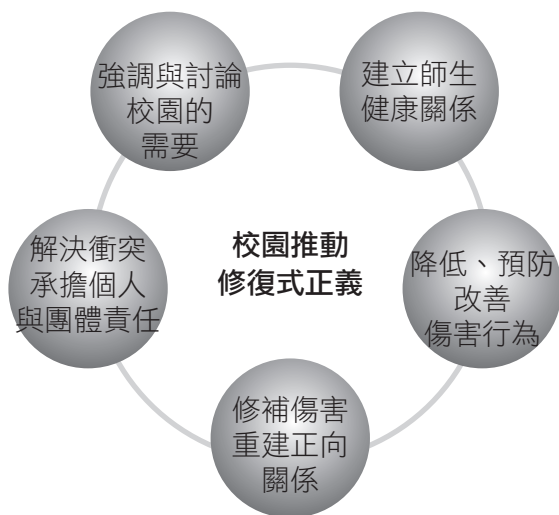 強調與討論
校園的
需要
建立師生
健康關係
校園推動
修復式正義
解決衝突
承擔個人
與團體責任
降低、預防
改善
傷害行為
修補傷害
重建正向
關係